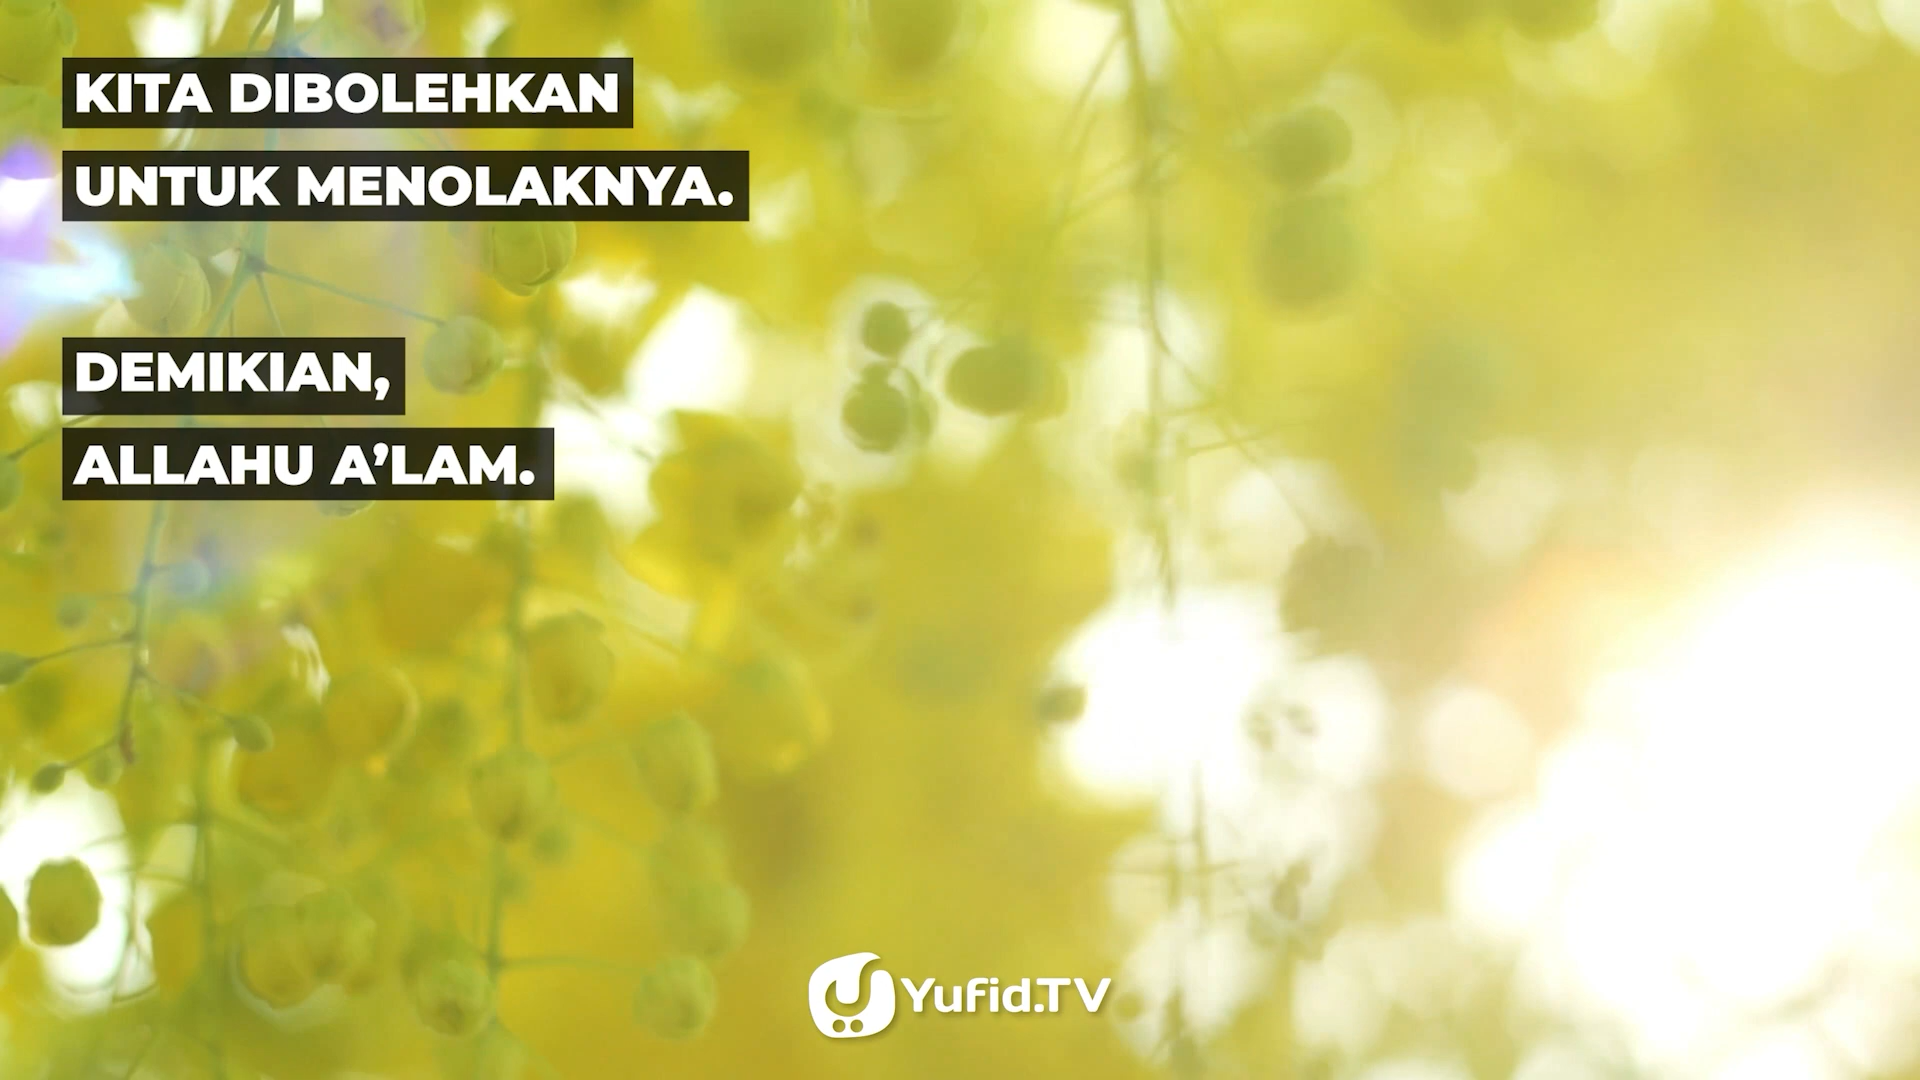 KITA DIBOLEHKAN
UNTUK MENOLAKNYA.
DEMIKIAN,
ALLAHU A’LAM.
Yufid.TV